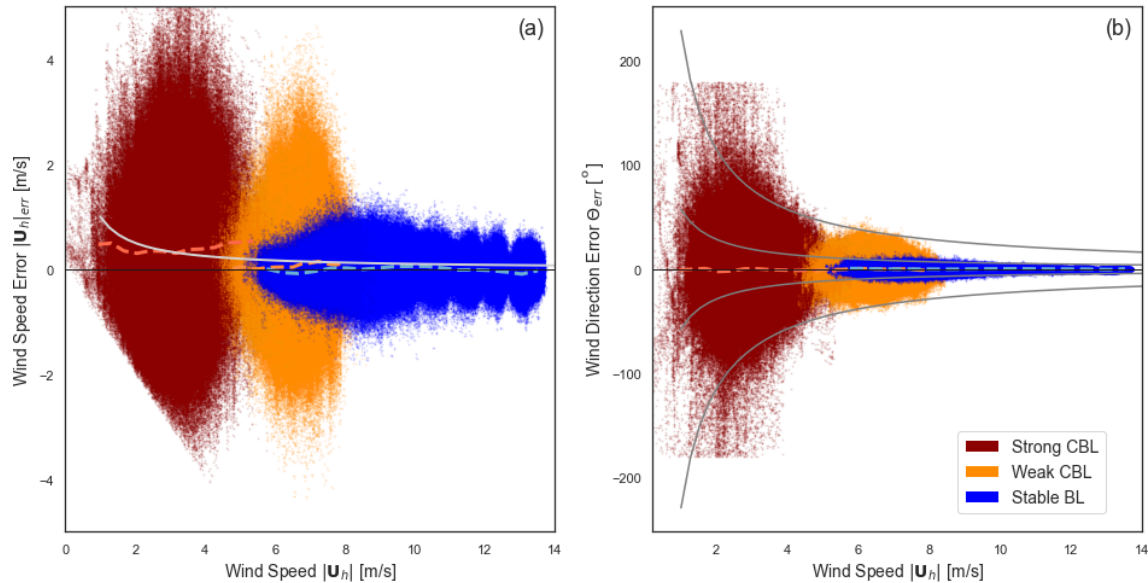 (a)
4
2
0
−2
−4
Wind Speed Error |U_h|_err [m/s]
0 2 4 6 8 10 12 14
Wind Speed |U_h| [m/s]
(b)
200
100
0
−100
−200
Wind Direction Error Θ_err [°]
2 4 6 8 10 12 14
Wind Speed |U_h| [m/s]
Strong CBL
Weak CBL
Stable BL